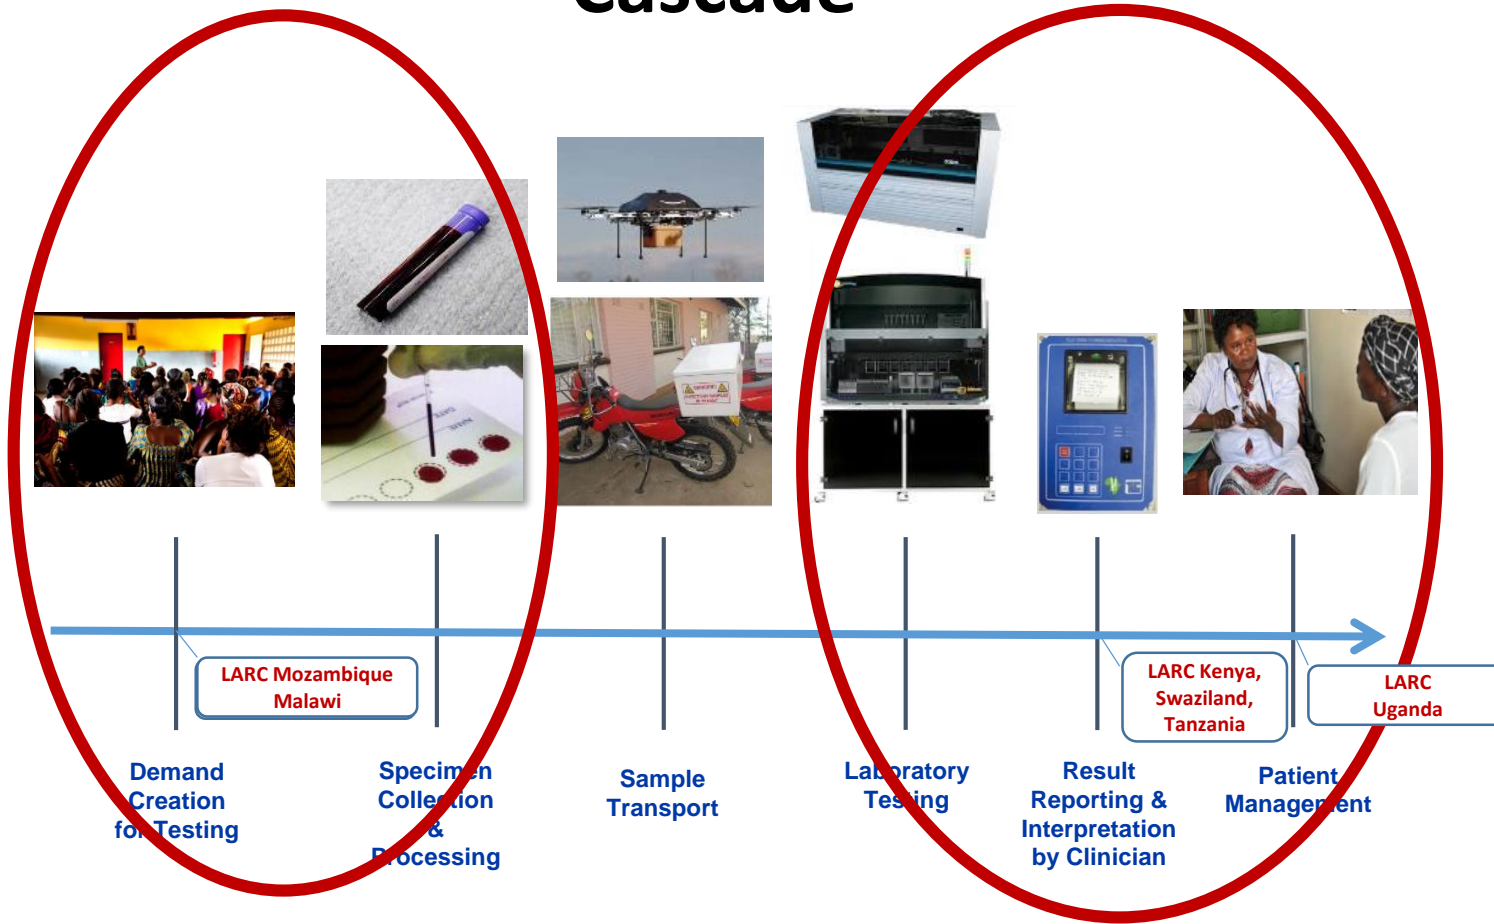 Cascade
LARC Mozambique
Malawi
LARC Kenya,
Swaziland,
Tanzania
LARC
Uganda
Demand
Creation
for Testing
Specimen
Collection
&
Processing
Sample
Transport
Laboratory
Testing
Result
Reporting &
Interpretation
by Clinician
Patient
Management